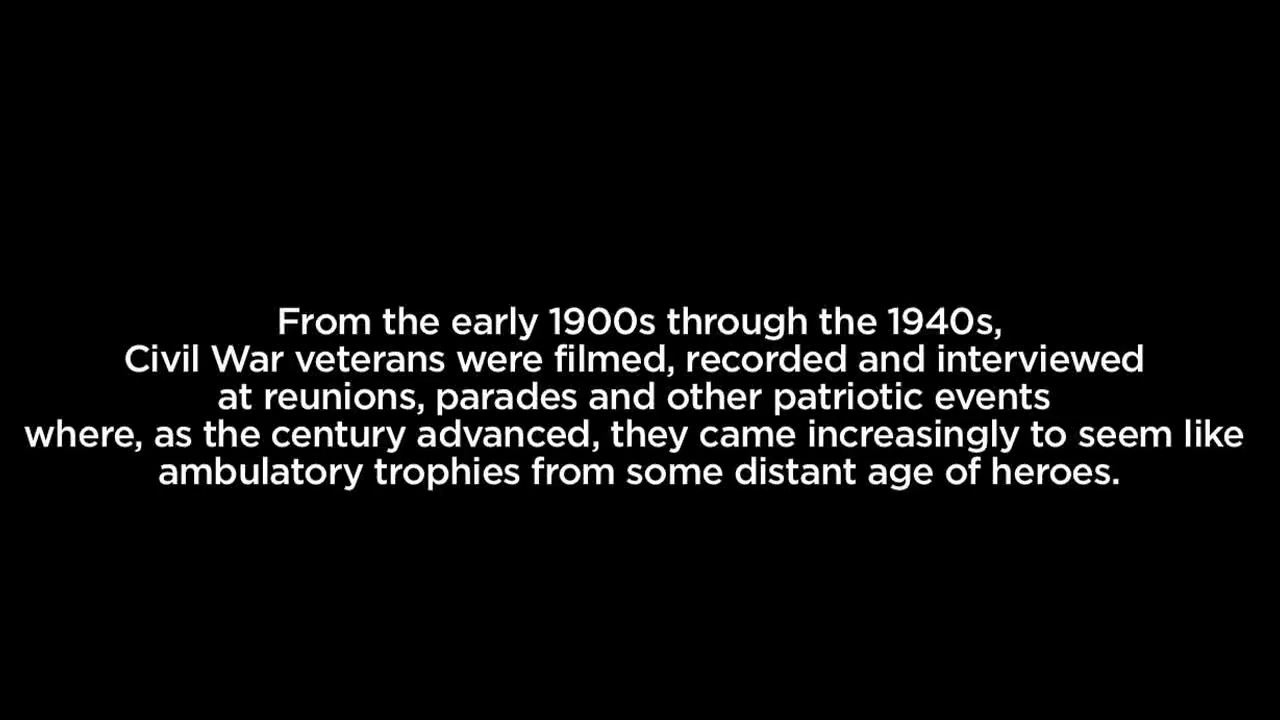 From the early 1900s through the 1940s,
Civil War veterans were filmed, recorded and interviewed
at reunions, parades and other patriotic events
where, as the century advanced, they came increasingly to seem like
ambulatory trophies from some distant age of heroes.